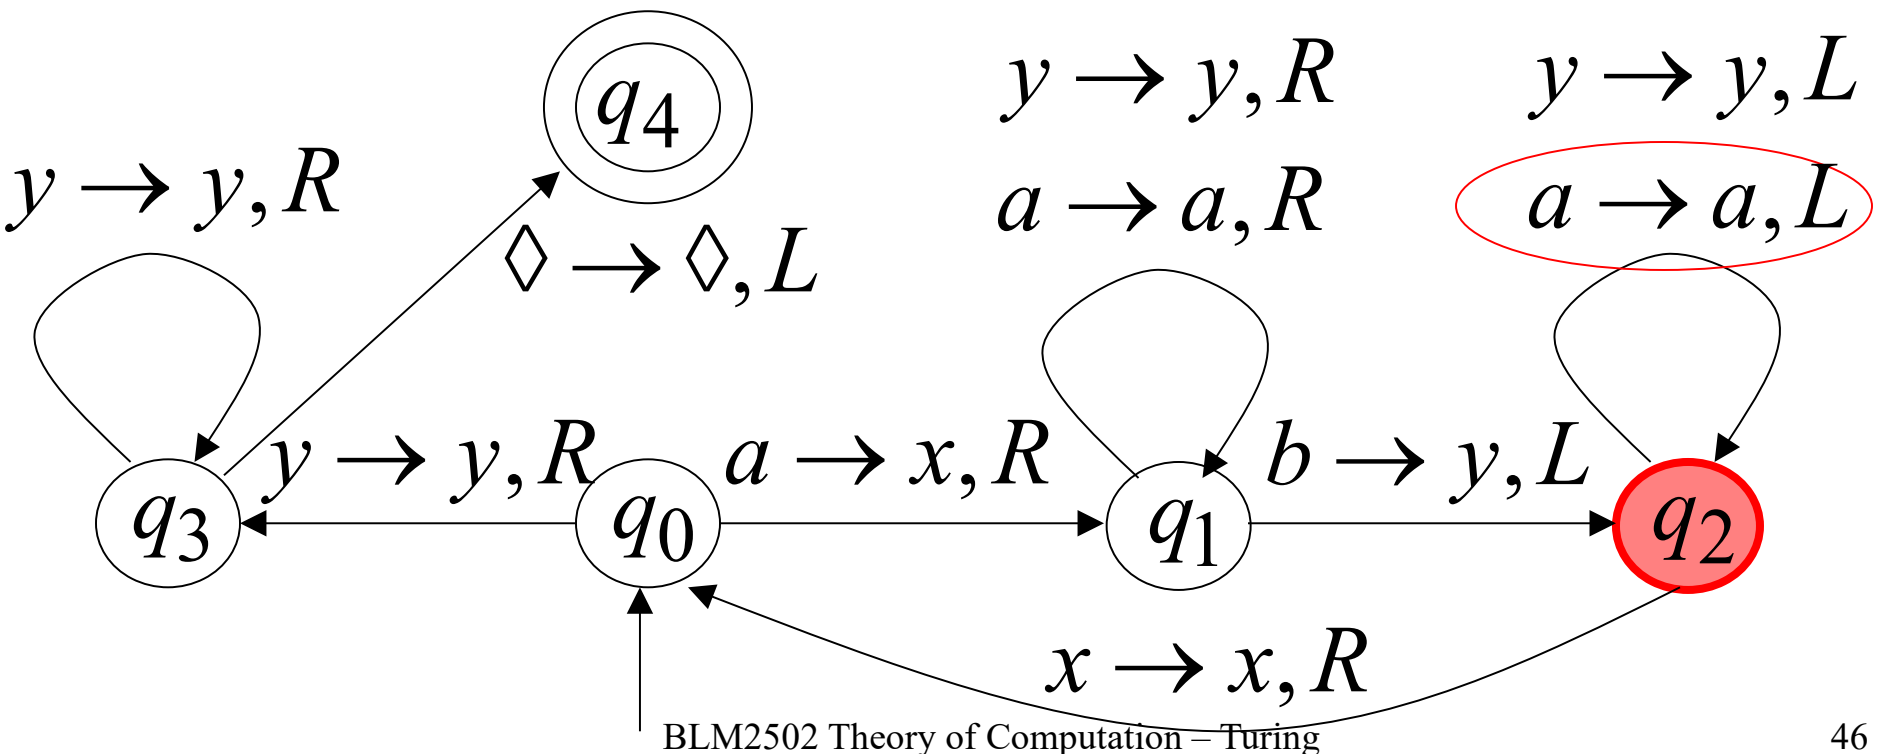 q4
y → y, R
y → y, L
y → y, R
a → a, R
a → a, L
◊ → ◊, L
y → y, R
a → x, R
b → y, L
q3
q0
q1
q2
x → x, R
BLM2502 Theory of Computation – Turing
46